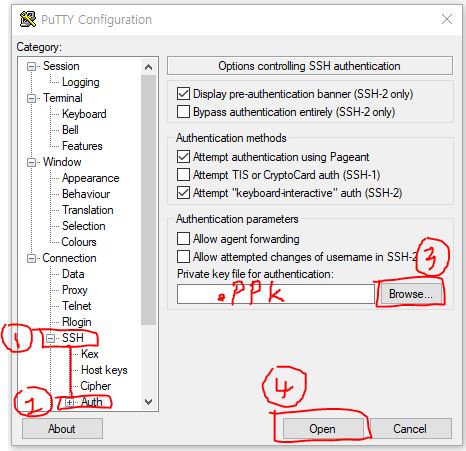 PuTTY Configuration
Category:
Session
Logging
Terminal
Keyboard
Bell
Features
Window
Appearance
Behaviour
Translation
Selection
Colours
Connection
Data
Proxy
Telnet
Rlogin
① SSH
Kex
Host keys
Cipher
② Auth
Options controlling SSH authentication
Display pre-authentication banner (SSH-2 only)
Bypass authentication entirely (SSH-2 only)
Authentication methods
Attempt authentication using Pageant
Attempt TIS or CryptoCard auth (SSH-1)
Attempt "keyboard-interactive" auth (SSH-2)
Authentication parameters
Allow agent forwarding
Allow attempted changes of username in SSH-2
Private key file for authentication:
③
.PPK
Browse...
④
About
Open
Cancel